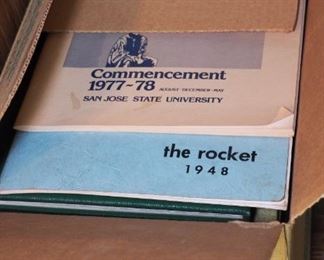 Commencement
1977-78 AUGUST-DECEMBER-MAY
SAN JOSE STATE UNIVERSITY
the rocket
1948